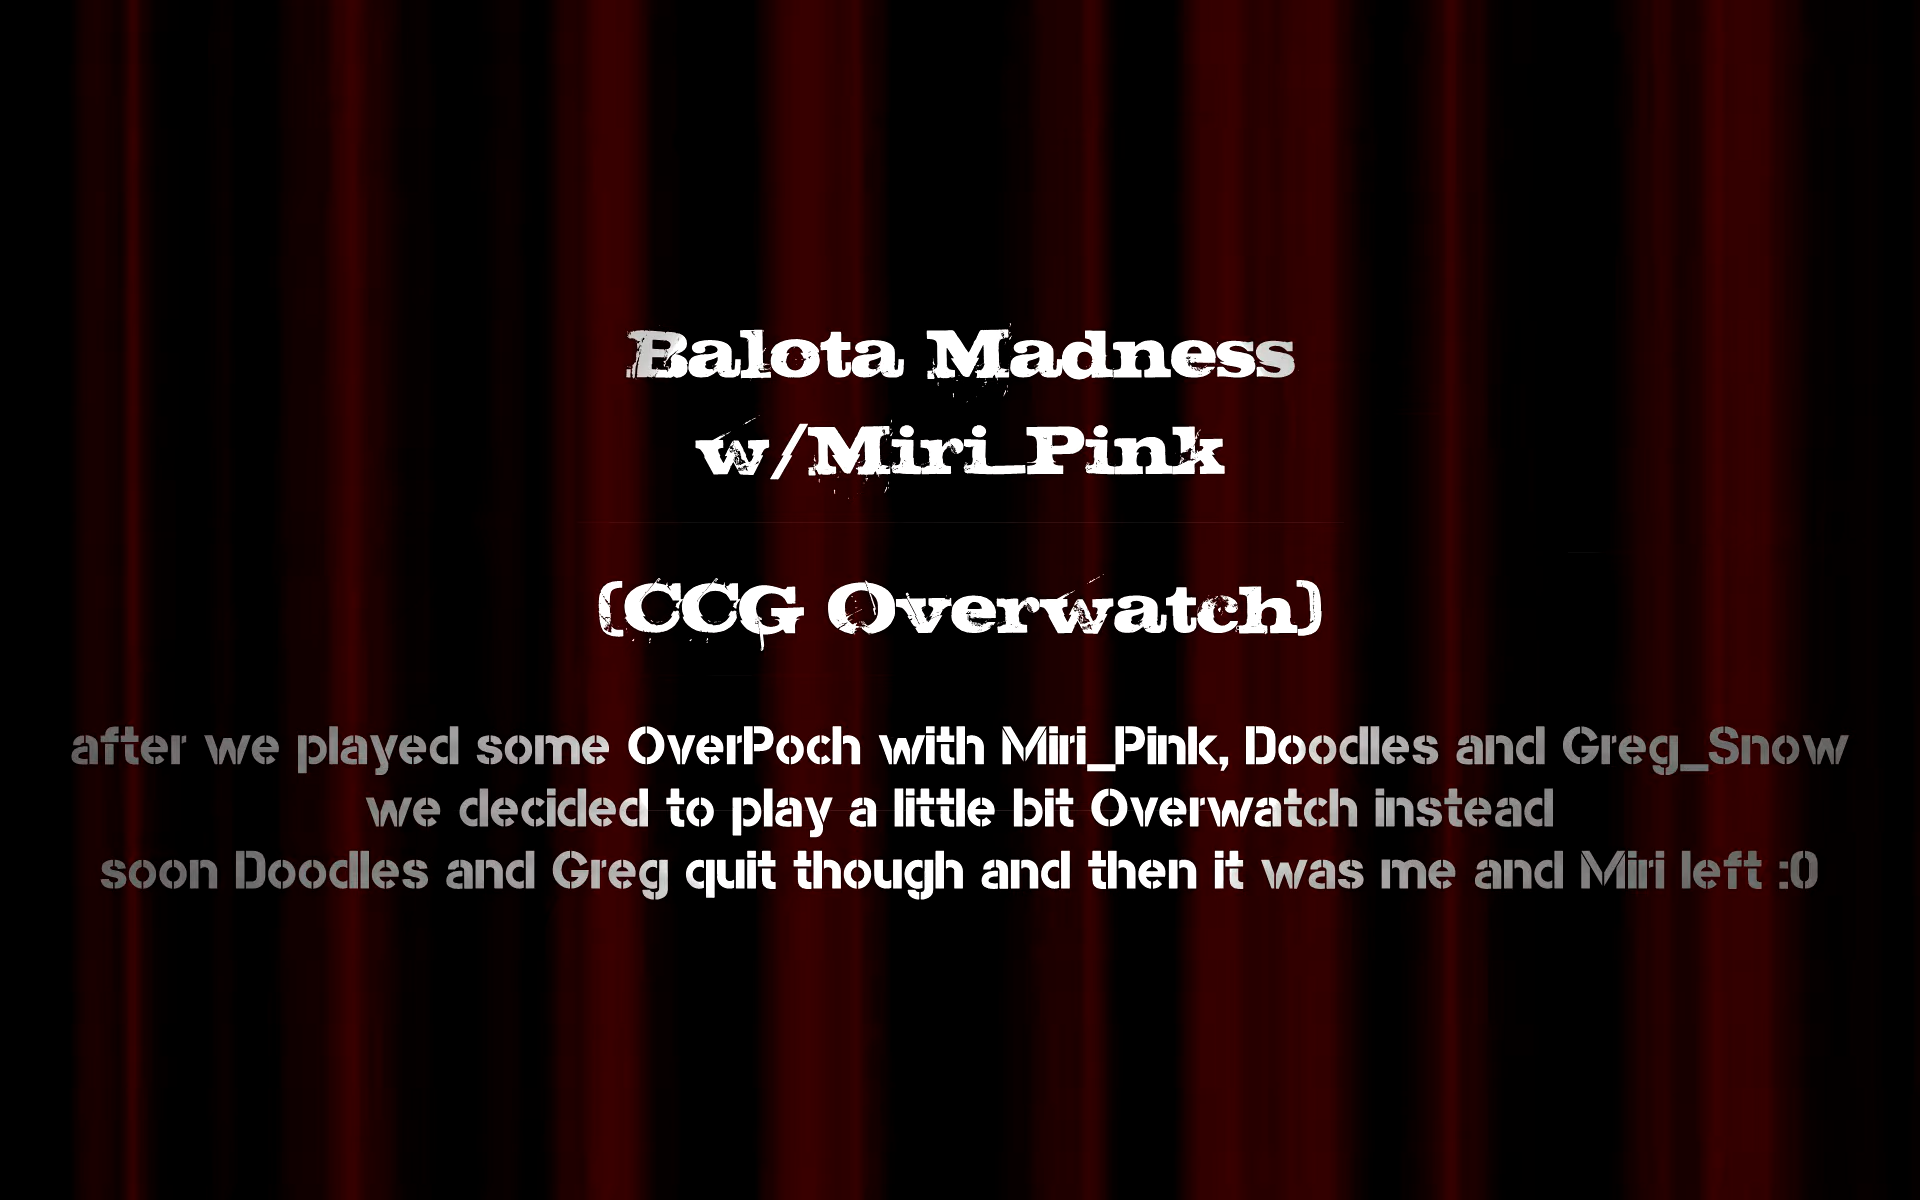 Balota Madness
w/Miri_Pink
(CCG Overwatch)
after we played some OverPoch with Miri_Pink, Doodles and Greg_Snow
we decided to play a little bit Overwatch instead
soon Doodles and Greg quit though and then it was me and Miri left :O